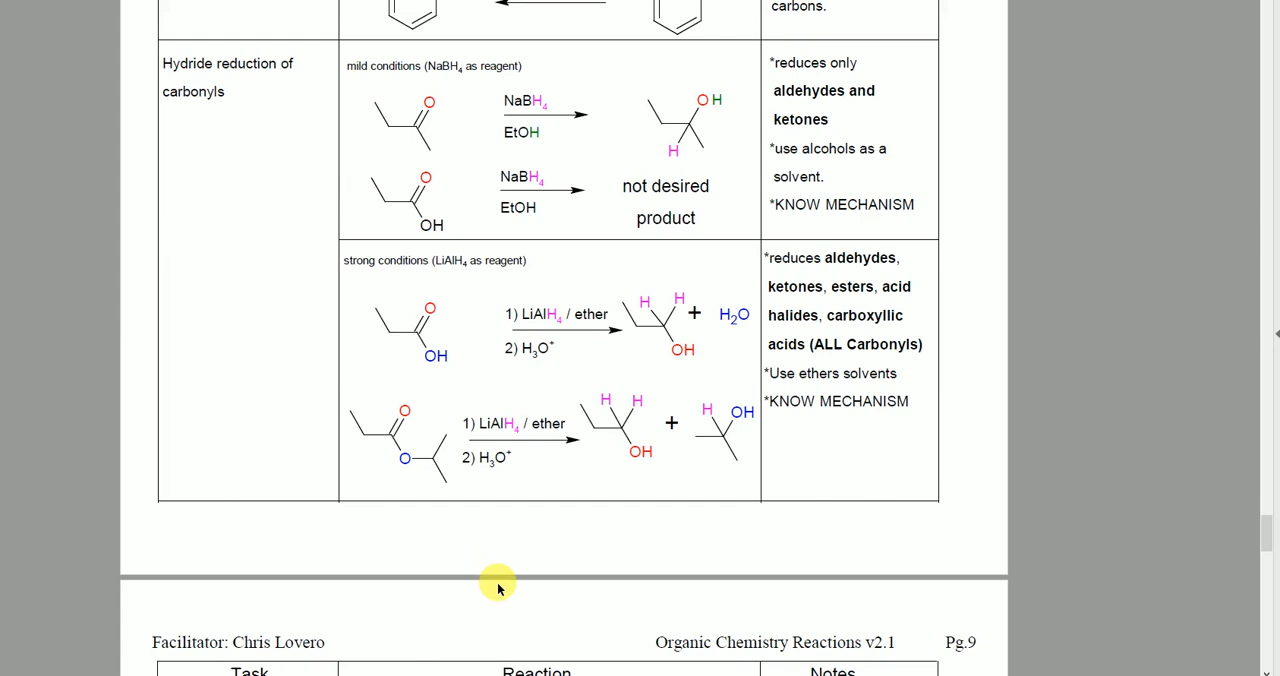 carbons.
Hydride reduction of
carbonyls
mild conditions (NaBH4 as reagent)
O
NaBH4
EtOH
OH
H
O
OH
NaBH4
EtOH
not desired
product
*reduces only
aldehydes and
ketones
*use alcohols as a
solvent.
*KNOW MECHANISM
strong conditions (LiAlH4 as reagent)
O
OH
1) LiAlH4 / ether
2) H3O+
H H
OH
+ H2O
O
O
1) LiAlH4 / ether
2) H3O+
H H
OH
+
H OH
*reduces aldehydes,
ketones, esters, acid
halides, carboxyllic
acids (ALL Carbonyls)
*Use ethers solvents
*KNOW MECHANISM
Facilitator: Chris Lovero Organic Chemistry Reactions v2.1 Pg.9
Task Reaction Notes